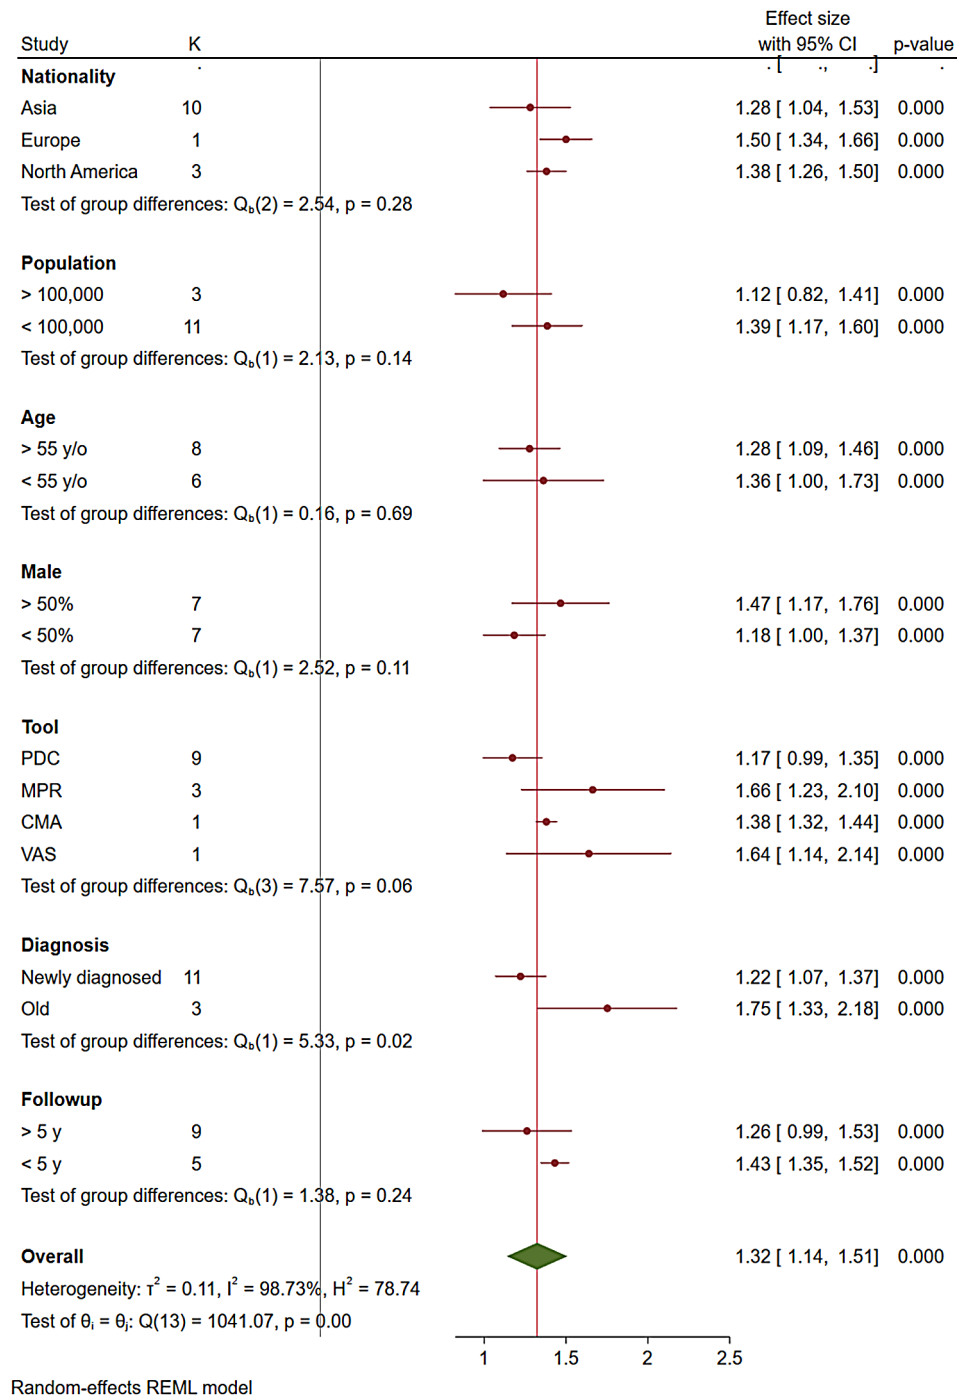 Effect size
Study K with 95% CI p-value
. . [ ., .] .
Nationality
Asia 10 1.28 [ 1.04, 1.53] 0.000
Europe 1 1.50 [ 1.34, 1.66] 0.000
North America 3 1.38 [ 1.26, 1.50] 0.000
Test of group differences: Q_b(2) = 2.54, p = 0.28
Population
> 100,000 3 1.12 [ 0.82, 1.41] 0.000
< 100,000 11 1.39 [ 1.17, 1.60] 0.000
Test of group differences: Q_b(1) = 2.13, p = 0.14
Age
> 55 y/o 8 1.28 [ 1.09, 1.46] 0.000
< 55 y/o 6 1.36 [ 1.00, 1.73] 0.000
Test of group differences: Q_b(1) = 0.16, p = 0.69
Male
> 50% 7 1.47 [ 1.17, 1.76] 0.000
< 50% 7 1.18 [ 1.00, 1.37] 0.000
Test of group differences: Q_b(1) = 2.52, p = 0.11
Tool
PDC 9 1.17 [ 0.99, 1.35] 0.000
MPR 3 1.66 [ 1.23, 2.10] 0.000
CMA 1 1.38 [ 1.32, 1.44] 0.000
VAS 1 1.64 [ 1.14, 2.14] 0.000
Test of group differences: Q_b(3) = 7.57, p = 0.06
Diagnosis
Newly diagnosed 11 1.22 [ 1.07, 1.37] 0.000
Old 3 1.75 [ 1.33, 2.18] 0.000
Test of group differences: Q_b(1) = 5.33, p = 0.02
Followup
> 5 y 9 1.26 [ 0.99, 1.53] 0.000
< 5 y 5 1.43 [ 1.35, 1.52] 0.000
Test of group differences: Q_b(1) = 1.38, p = 0.24
Overall 1.32 [ 1.14, 1.51] 0.000
Heterogeneity: τ² = 0.11, I² = 98.73%, H² = 78.74
Test of θᵢ = θⱼ: Q(13) = 1041.07, p = 0.00
1 1.5 2 2.5
Random-effects REML model